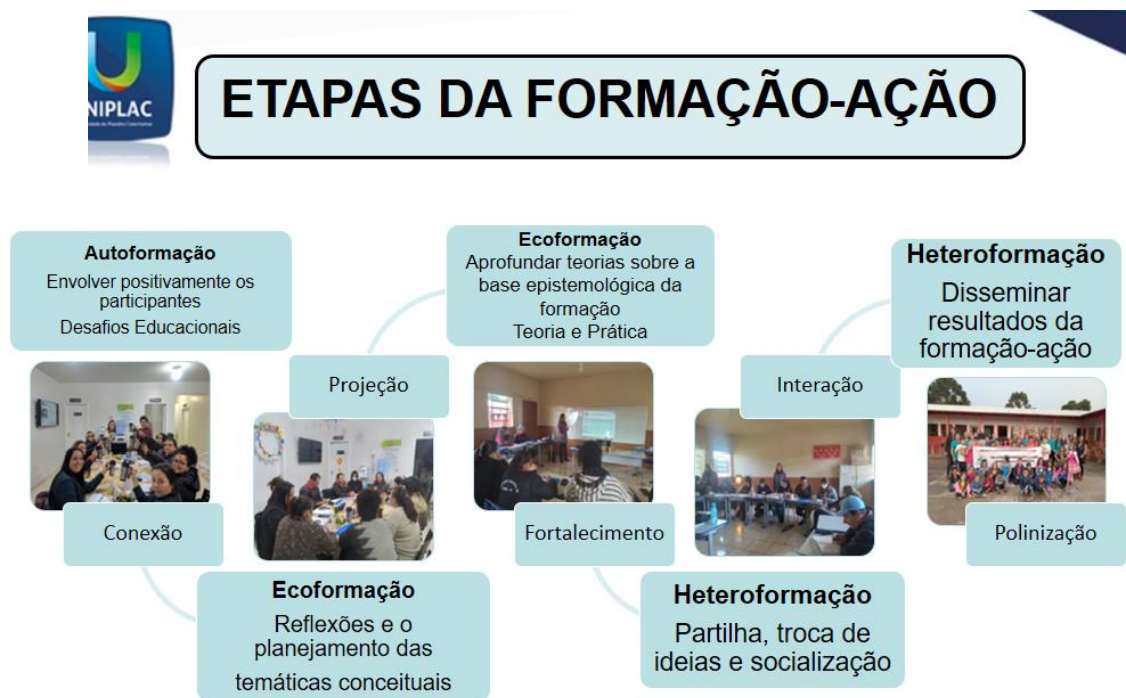 NIPLAC
ETAPAS DA FORMAÇÃO-AÇÃO
Autoformação
Envolver positivamente os
participantes
Desafios Educacionais
Conexão
Projeção
Ecoformação
Reflexões e o
planejamento das
temáticas conceituais
Ecoformação
Aprofundar teorias sobre a
base epistemológica da
formação
Teoria e Prática
Fortalecimento
Interação
Heteroformação
Partilha, troca de
ideias e socialização
Heteroformação
Disseminar
resultados da
formação-ação
Polinização